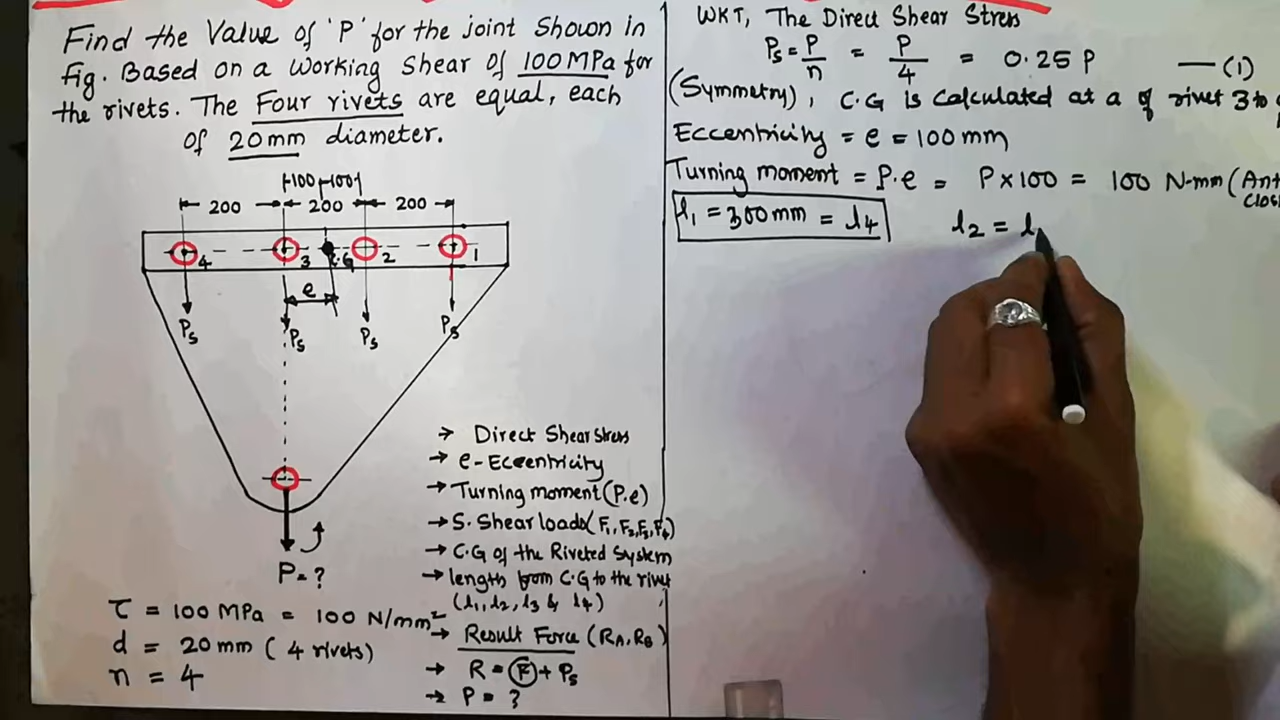 Find the Value of 'P' for the joint Shown in
Fig. Based on a Working Shear of 100 MPa for
the rivets. The Four rivets are equal, each
of 20mm diameter.
100 100
200 200 200
4 3 C.G 2 1
e
Ps Ps Ps Ps
P = ?
τ = 100 MPa = 100 N/mm²
d = 20mm ( 4 rivets)
n = 4
→ Direct Shear Stress
→ e - Eccentricity
→ Turning moment (P.e)
→ S. Shear loads (F1, F2, F3, F4)
→ C.G of the Riveted System
→ length from C.G to the rivet
(l1, l2, l3 & l4)
→ Result Force (RA, RB)
→ R = F + Ps
→ P = ?
WKT, The Direct Shear Stress
Ps = P/n = P/4 = 0.25 P — (1)
(Symmetry), C.G is Calculated at a of rivet 3 to
Eccentricity = e = 100 mm
Turning moment = P.e = P×100 = 100 N-mm (Anti
l1 = 300mm = l4 l2 = l